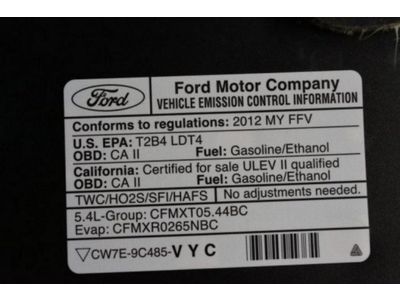 Ford
Ford Motor Company
VEHICLE EMISSION CONTROL INFORMATION
Conforms to regulations: 2012 MY FFV
U.S. EPA: T2B4 LDT4
OBD: CA II Fuel: Gasoline/Ethanol
California: Certified for sale ULEV II qualified
OBD: CA II Fuel: Gasoline/Ethanol
TWC/HO2S/SFI/HAFS No adjustments needed.
5.4L-Group: CFMXT05.44BC
Evap: CFMXR0265NBC
CW7E-9C485-V Y C